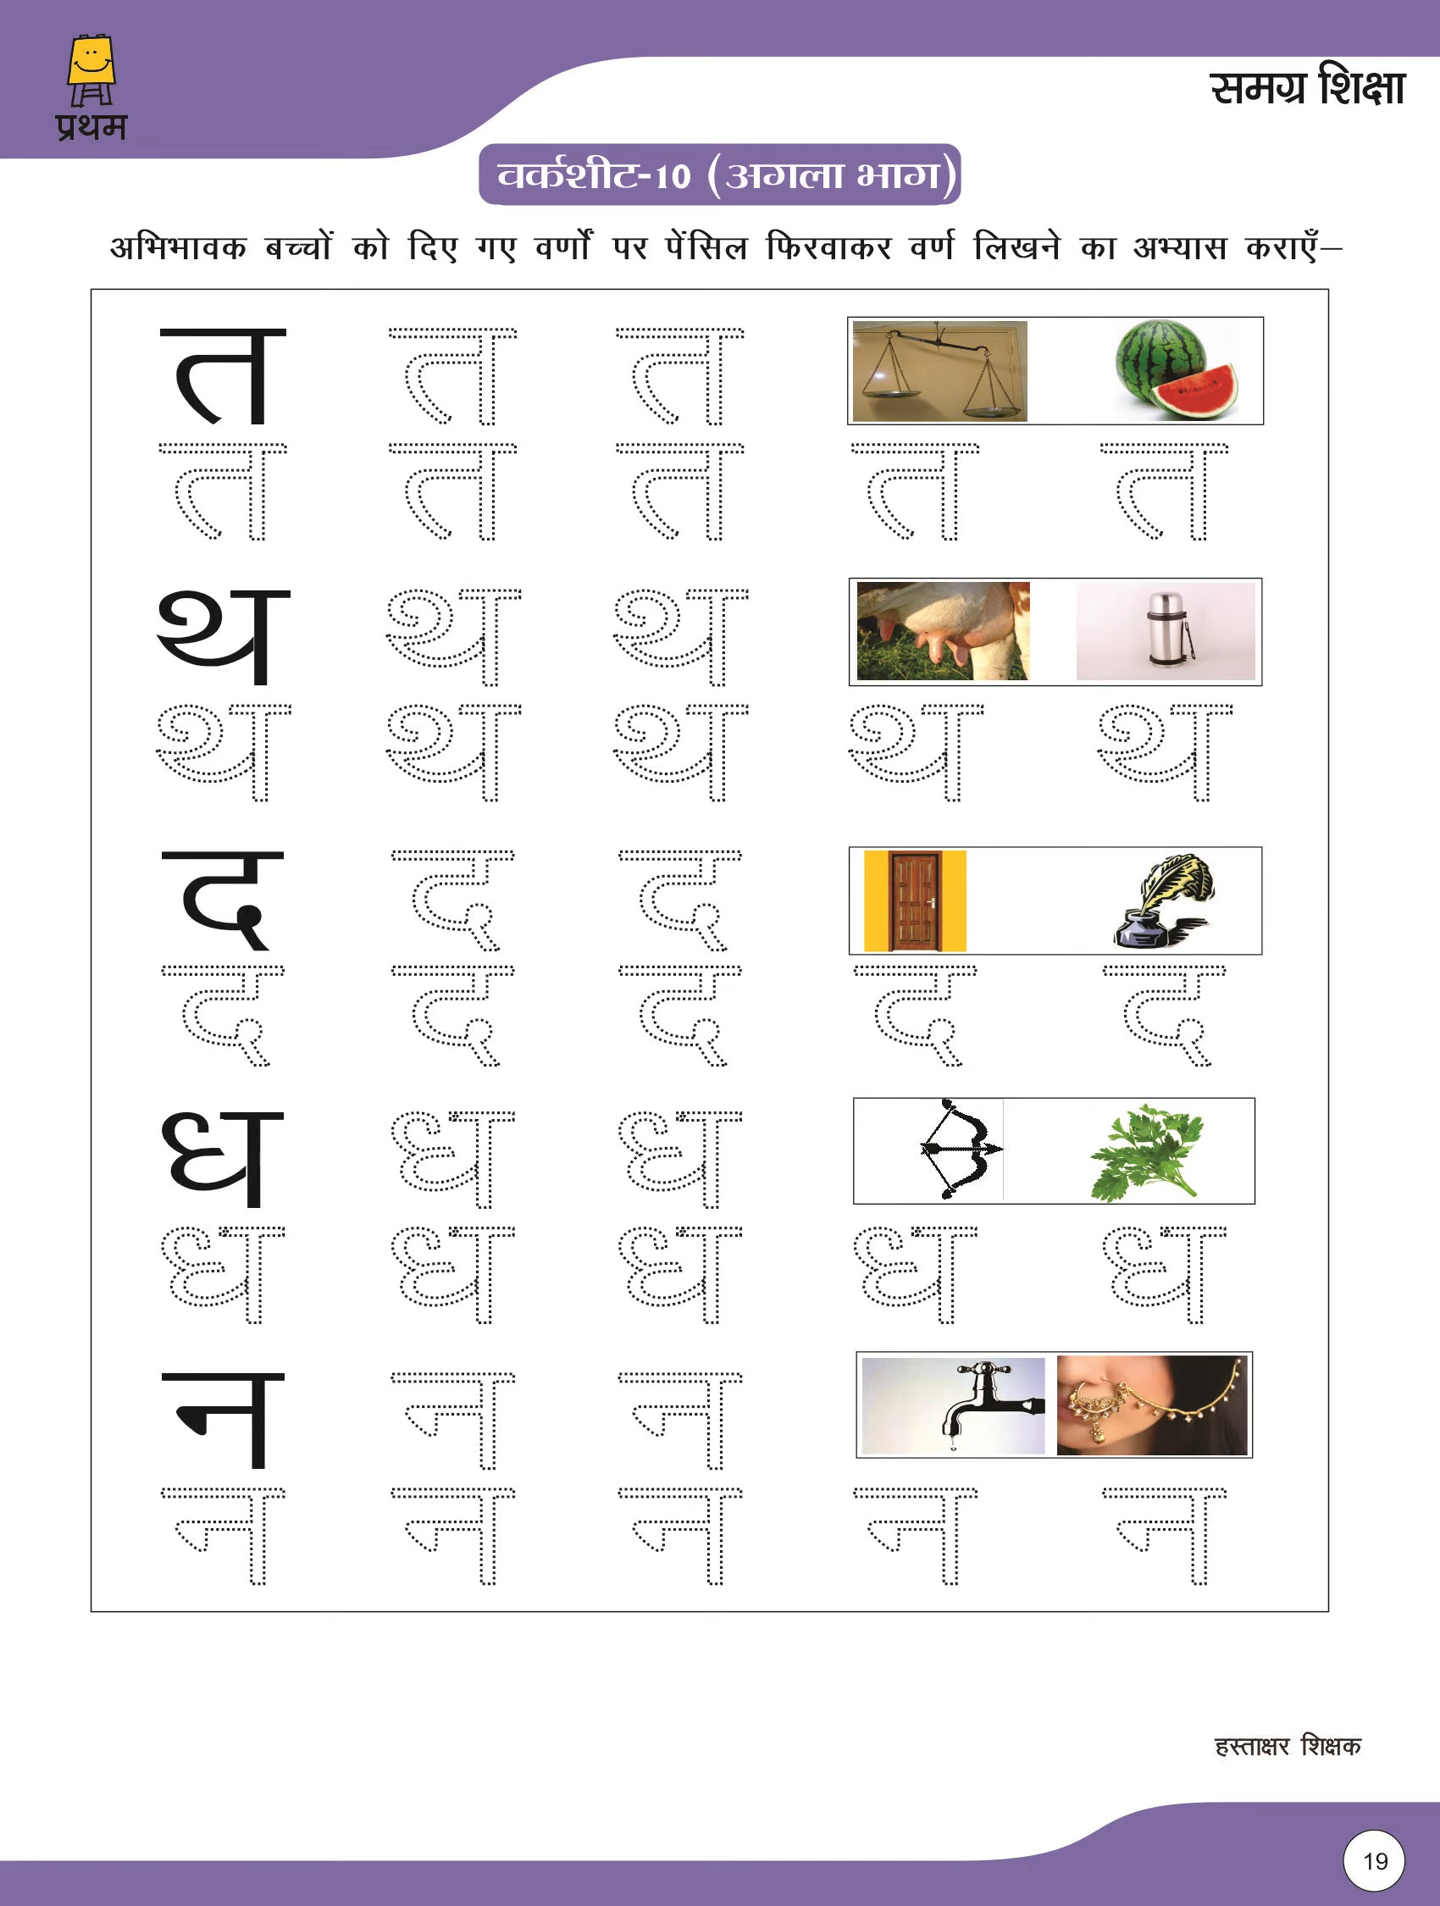 प्रथम
समग्र शिक्षा
वर्कशीट-10 (अगला भाग)
अभिभावक बच्चों को दिए गए वर्णों पर पेंसिल फिरवाकर वर्ण लिखने का अभ्यास कराएँ–
त त त
त त त त त
थ थ थ
थ थ थ थ थ
द द द
द द द द द
ध ध ध
ध ध ध ध ध
न न न
न न न न न
हस्ताक्षर शिक्षक
19